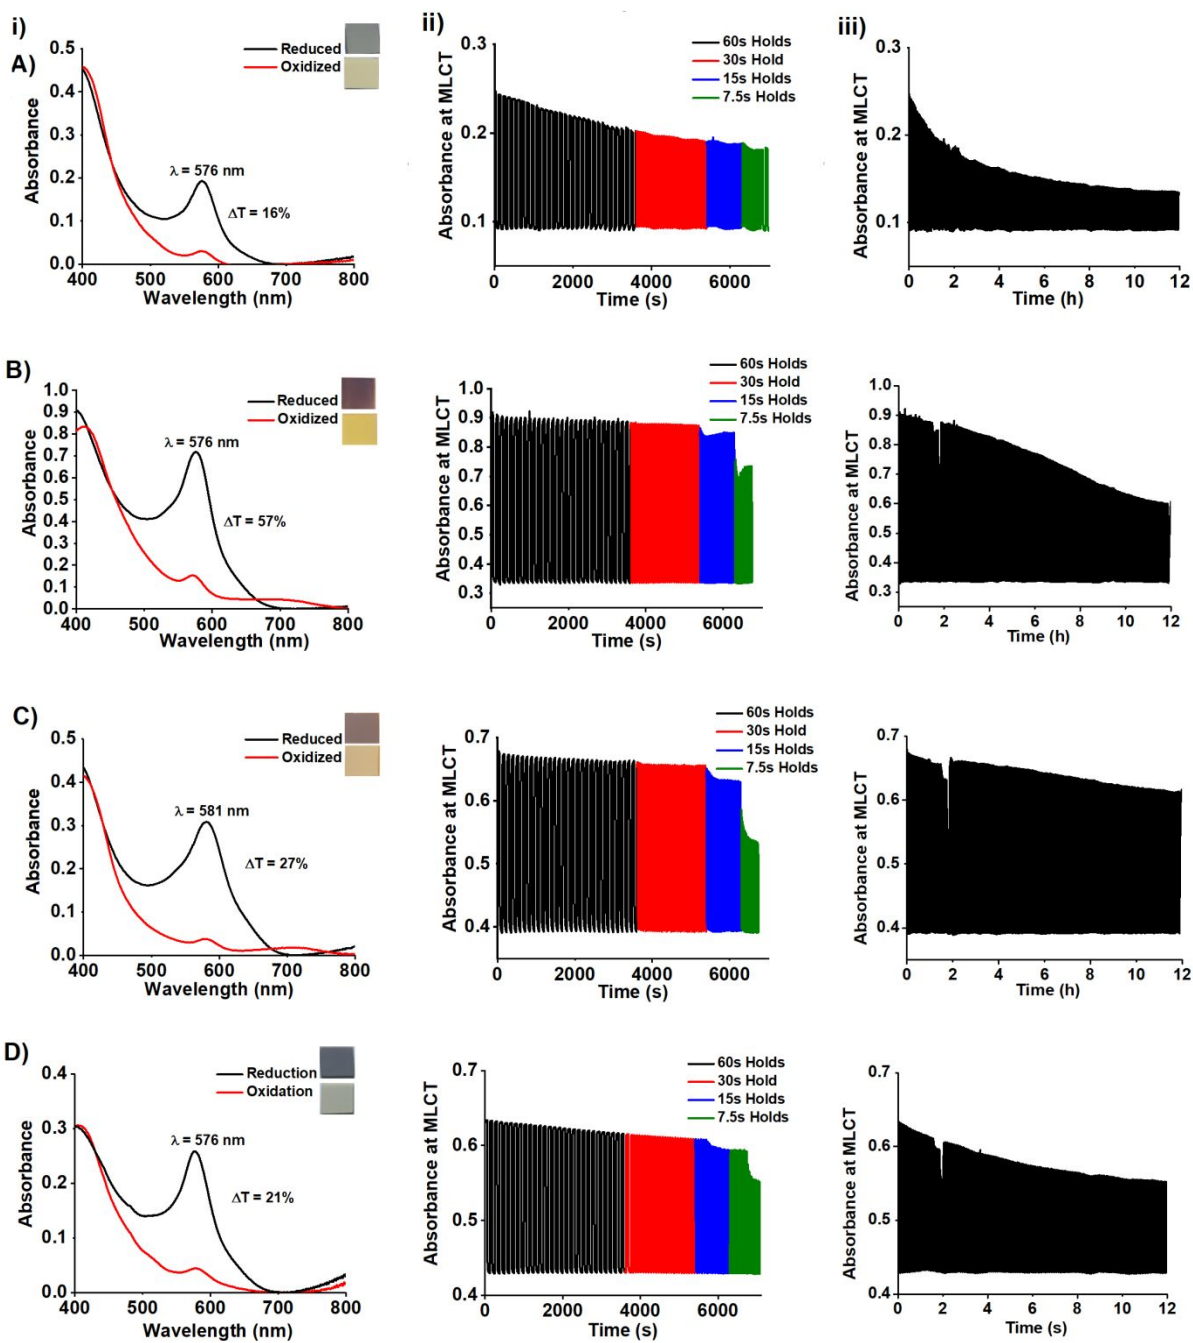 i)
ii)
iii)
A)
Reduced
Oxidized
λ = 576 nm
ΔT = 16%
Absorbance
0.5
0.4
0.3
0.2
0.1
0.0
400 500 600 700 800
Wavelength (nm)
60s Holds
30s Hold
15s Holds
7.5s Holds
Absorbance at MLCT
0.3
0.2
0.1
0 2000 4000 6000
Time (s)
Absorbance at MLCT
0.3
0.2
0.1
0 2 4 6 8 10 12
Time (h)
B)
Reduced
Oxidized
λ = 576 nm
ΔT = 57%
Absorbance
1.0
0.9
0.8
0.7
0.6
0.5
0.4
0.3
0.2
0.1
0.0
400 500 600 700 800
Wavelength (nm)
60s Holds
30s Hold
15s Holds
7.5s Holds
Absorbance at MLCT
1.0
0.9
0.8
0.7
0.6
0.5
0.4
0.3
0 2000 4000 6000
Time (s)
Absorbance at MLCT
1.0
0.9
0.8
0.7
0.6
0.5
0.4
0.3
0 2 4 6 8 10 12
Time (h)
C)
Reduced
Oxidized
λ = 581 nm
ΔT = 27%
Absorbance
0.5
0.4
0.3
0.2
0.1
0.0
400 500 600 700 800
Wavelength (nm)
60s Holds
30s Hold
15s Holds
7.5s Holds
Absorbance at MLCT
0.7
0.6
0.5
0.4
0 2000 4000 6000
Time (s)
Absorbance at MLCT
0.7
0.6
0.5
0.4
0 2 4 6 8 10 12
Time (h)
D)
Reduction
Oxidation
λ = 576 nm
ΔT = 21%
Absorbance
0.4
0.3
0.2
0.1
0.0
400 500 600 700 800
Wavelength (nm)
60s Holds
30s Hold
15s Holds
7.5s Holds
Absorbance at MLCT
0.7
0.6
0.5
0.4
0 2000 4000 6000
Time (s)
Absorbance at MLCT
0.7
0.6
0.5
0.4
0 2 4 6 8 10 12
Time (s)